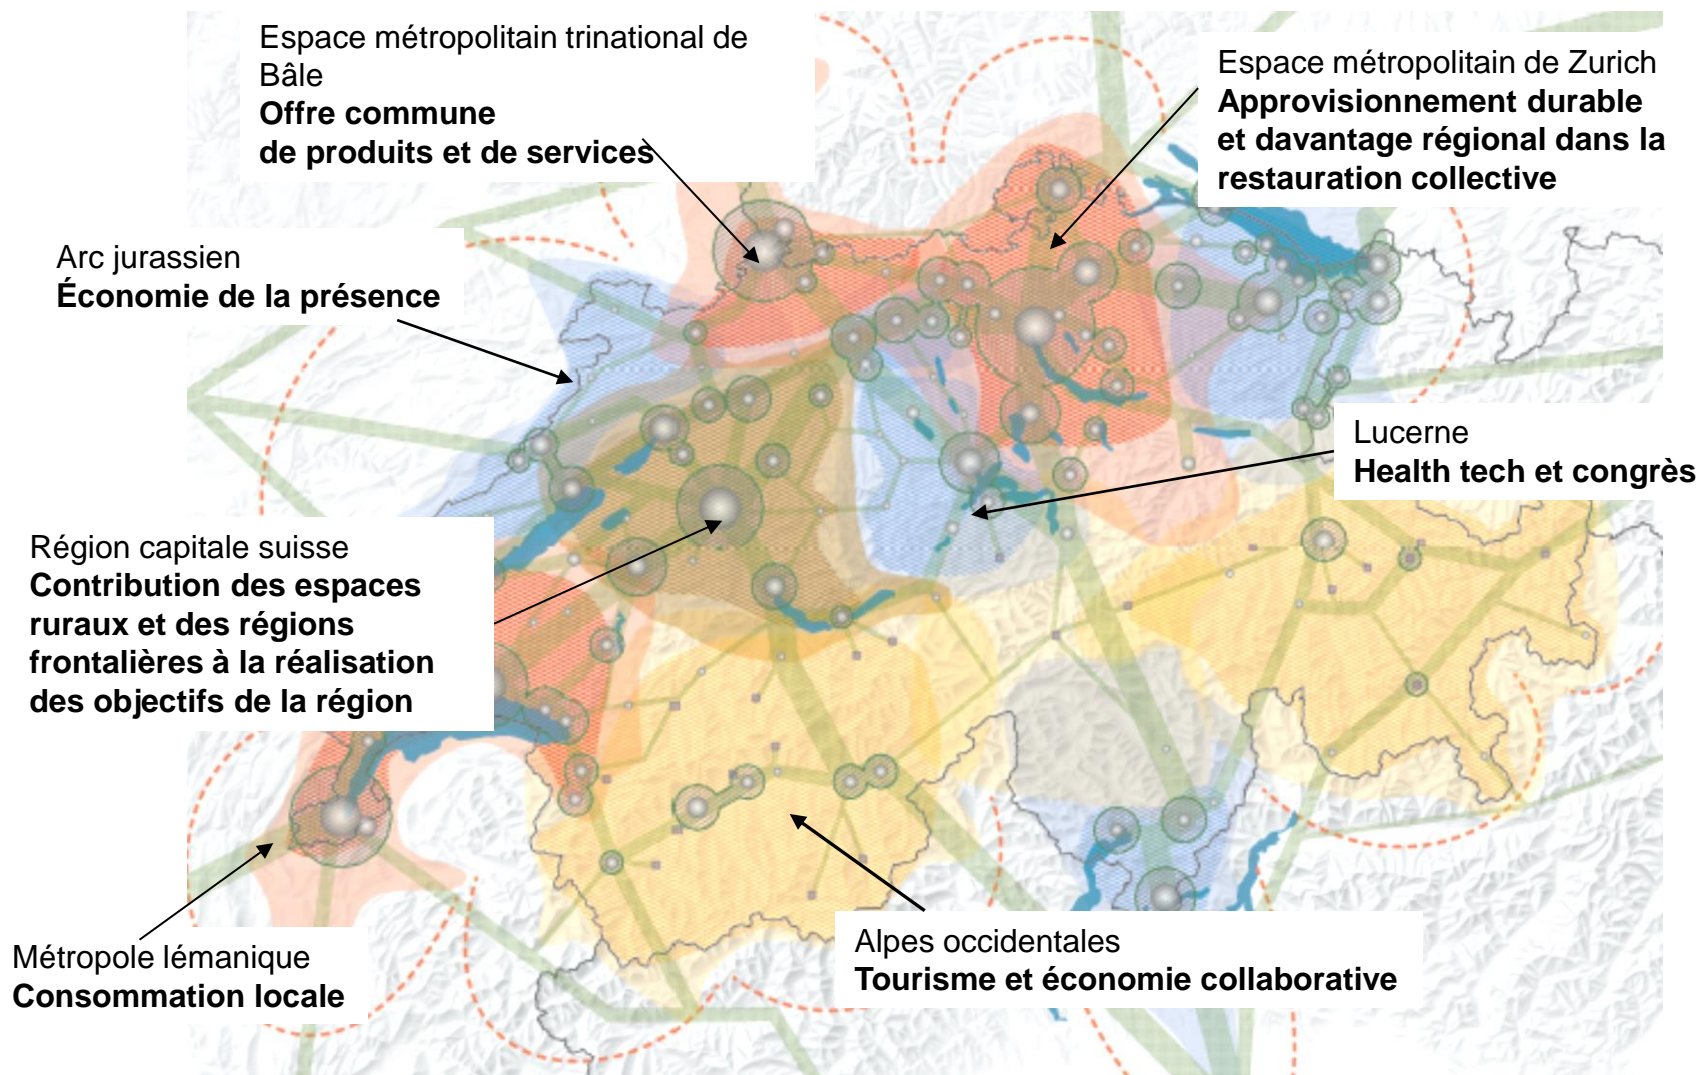 Espace métropolitain trinational de
Bâle
Offre commune
de produits et de services
Espace métropolitain de Zurich
Approvisionnement durable
et davantage régional dans la
restauration collective
Arc jurassien
Économie de la présence
Lucerne
Health tech et congrès
Région capitale suisse
Contribution des espaces
ruraux et des régions
frontalières à la réalisation
des objectifs de la région
Métropole lémanique
Consommation locale
Alpes occidentales
Tourisme et économie collaborative